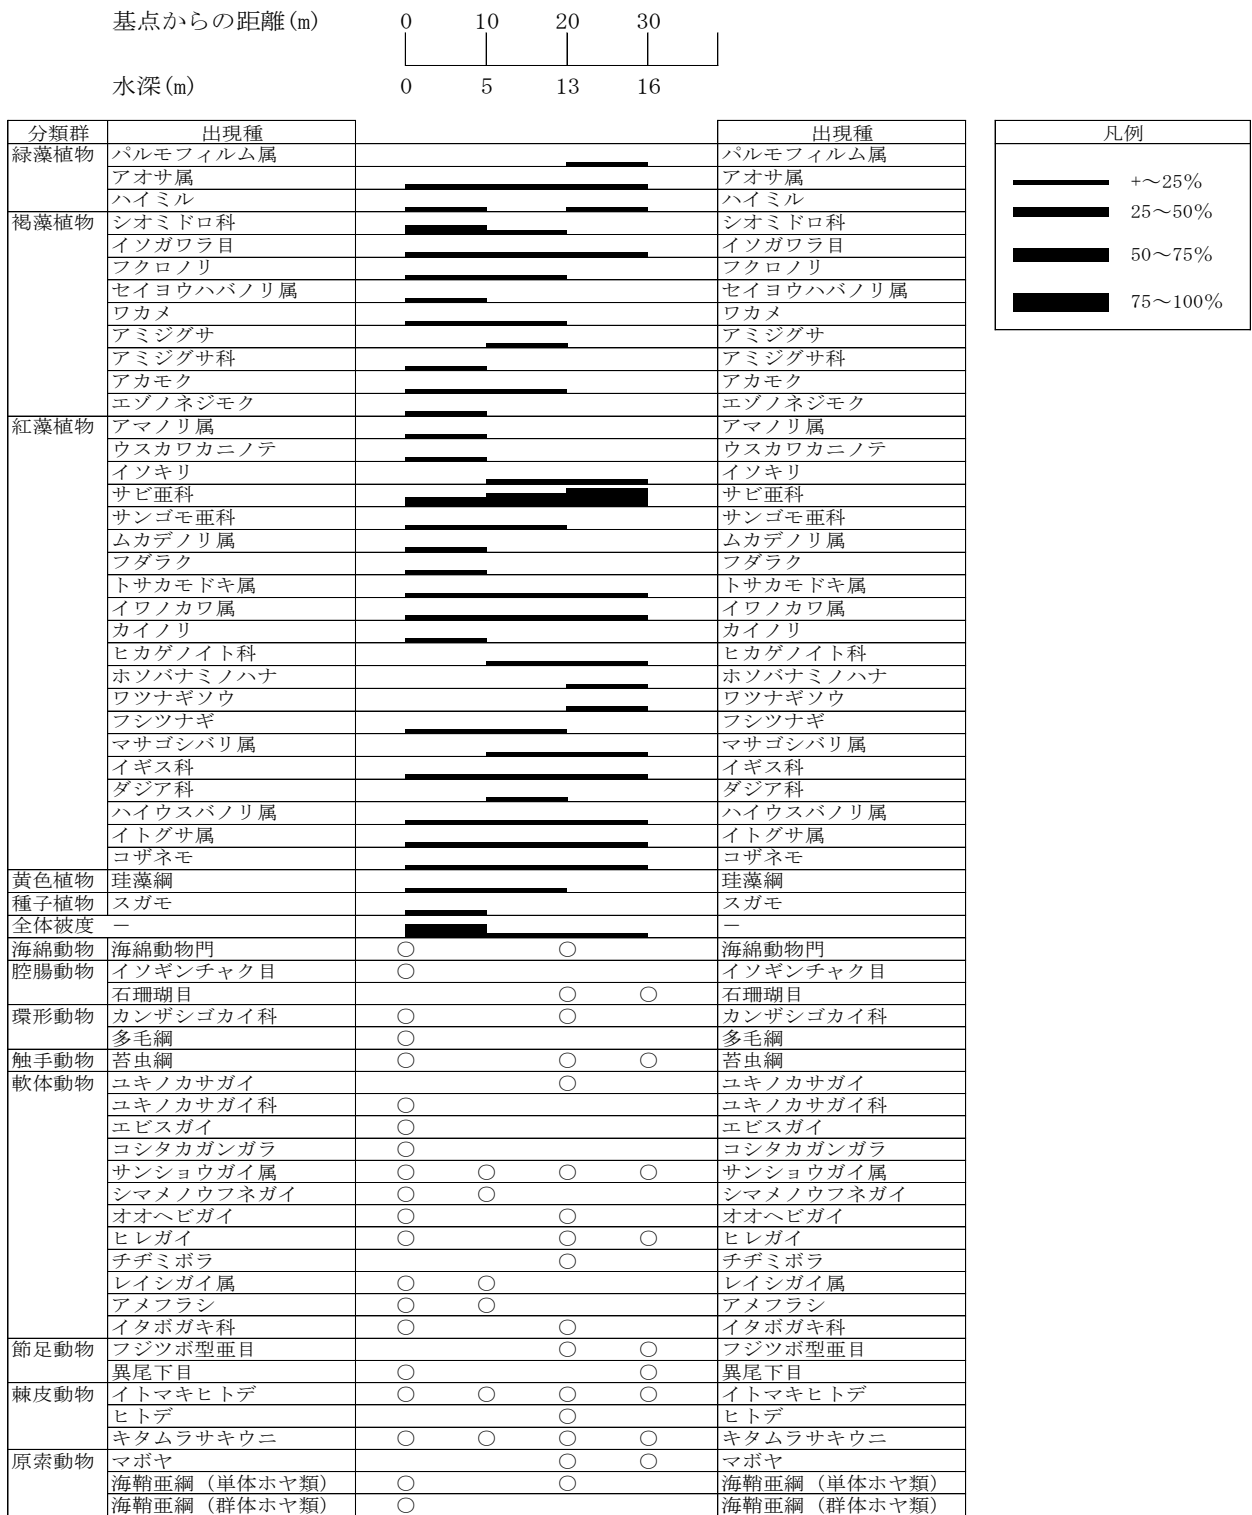 基点からの距離(m) 0 10 20 30
水深(m) 0 5 13 16
分類群 出現種 出現種 凡例
緑藻植物 パルモフィルム属 パルモフィルム属
アオサ属 アオサ属 +～25%
ハイミル ハイミル 25～50%
褐藻植物 シオミドロ科 シオミドロ科
イソガワラ目 イソガワラ目 50～75%
フクロノリ フクロノリ
セイヨウハバノリ属 セイヨウハバノリ属 75～100%
ワカメ ワカメ
アミジグサ アミジグサ
アミジグサ科 アミジグサ科
アカモク アカモク
エゾノネジモク エゾノネジモク
紅藻植物 アマノリ属 アマノリ属
ウスカワカニノテ ウスカワカニノテ
イソキリ イソキリ
サビ亜科 サビ亜科
サンゴモ亜科 サンゴモ亜科
ムカデノリ属 ムカデノリ属
フダラク フダラク
トサカモドキ属 トサカモドキ属
イワノカワ属 イワノカワ属
カイノリ カイノリ
ヒカゲノイト科 ヒカゲノイト科
ホソバナミノハナ ホソバナミノハナ
ワツナギソウ ワツナギソウ
フシツナギ フシツナギ
マサゴシバリ属 マサゴシバリ属
イギス科 イギス科
ダジア科 ダジア科
ハイウスバノリ属 ハイウスバノリ属
イトグサ属 イトグサ属
コザネモ コザネモ
黄色植物 珪藻綱 珪藻綱
種子植物 スガモ スガモ
全体被度 － －
海綿動物 海綿動物門 ○ ○ 海綿動物門
腔腸動物 イソギンチャク目 ○ イソギンチャク目
石珊瑚目 ○ ○ 石珊瑚目
環形動物 カンザシゴカイ科 ○ ○ カンザシゴカイ科
多毛綱 ○ 多毛綱
触手動物 苔虫綱 ○ ○ ○ 苔虫綱
軟体動物 ユキノカサガイ ○ ユキノカサガイ
ユキノカサガイ科 ○ ユキノカサガイ科
エビスガイ ○ エビスガイ
コシタカガンガラ ○ コシタカガンガラ
サンショウガイ属 ○ ○ ○ ○ サンショウガイ属
シマメノウフネガイ ○ ○ シマメノウフネガイ
オオヘビガイ ○ ○ オオヘビガイ
ヒレガイ ○ ○ ○ ヒレガイ
チヂミボラ ○ チヂミボラ
レイシガイ属 ○ ○ レイシガイ属
アメフラシ ○ ○ アメフラシ
イタボガキ科 ○ ○ イタボガキ科
節足動物 フジツボ型亜目 ○ ○ フジツボ型亜目
異尾下目 ○ ○ 異尾下目
棘皮動物 イトマキヒトデ ○ ○ ○ ○ イトマキヒトデ
ヒトデ ○ ヒトデ
キタムラサキウニ ○ ○ ○ ○ キタムラサキウニ
原索動物 マボヤ ○ ○ マボヤ
海鞘亜綱（単体ホヤ類） ○ ○ 海鞘亜綱（単体ホヤ類）
海鞘亜綱（群体ホヤ類） ○ 海鞘亜綱（群体ホヤ類）